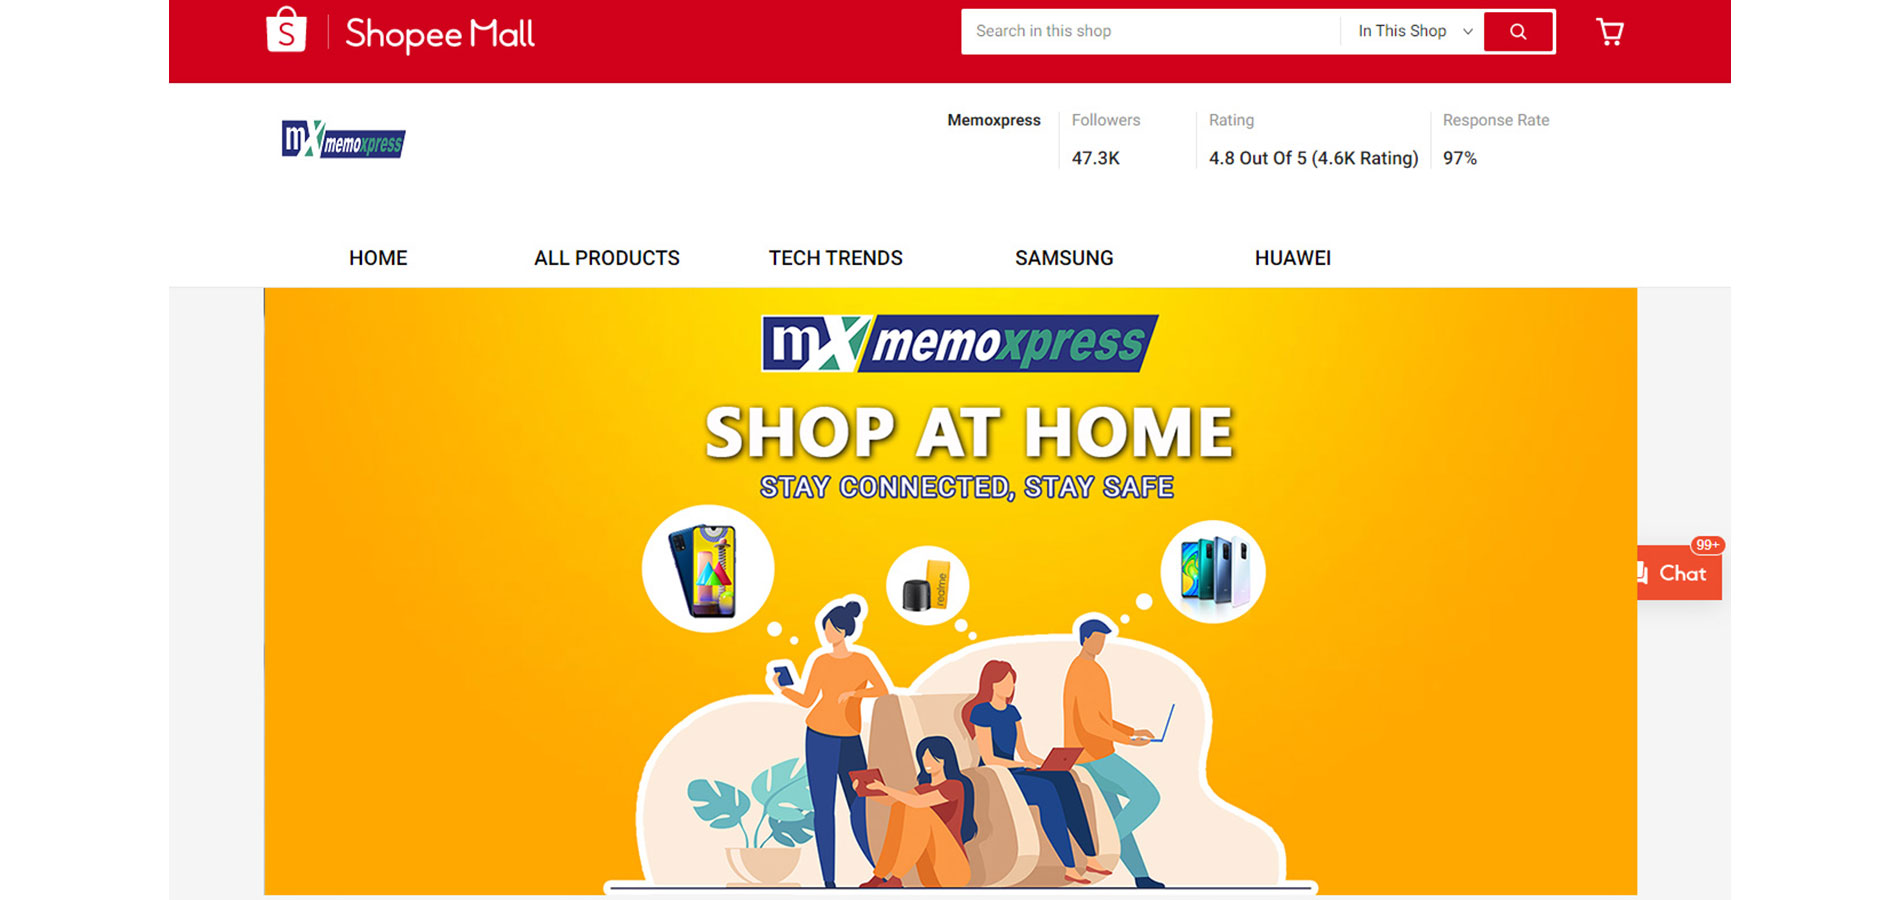 S
Shopee Mall
Search in this shop
In This Shop
mx memoxpress
Memoxpress
Followers
47.3K
Rating
4.8 Out Of 5 (4.6K Rating)
Response Rate
97%
HOME
ALL PRODUCTS
TECH TRENDS
SAMSUNG
HUAWEI
mx memoxpress
SHOP AT HOME
STAY CONNECTED, STAY SAFE
realme
99+
Chat